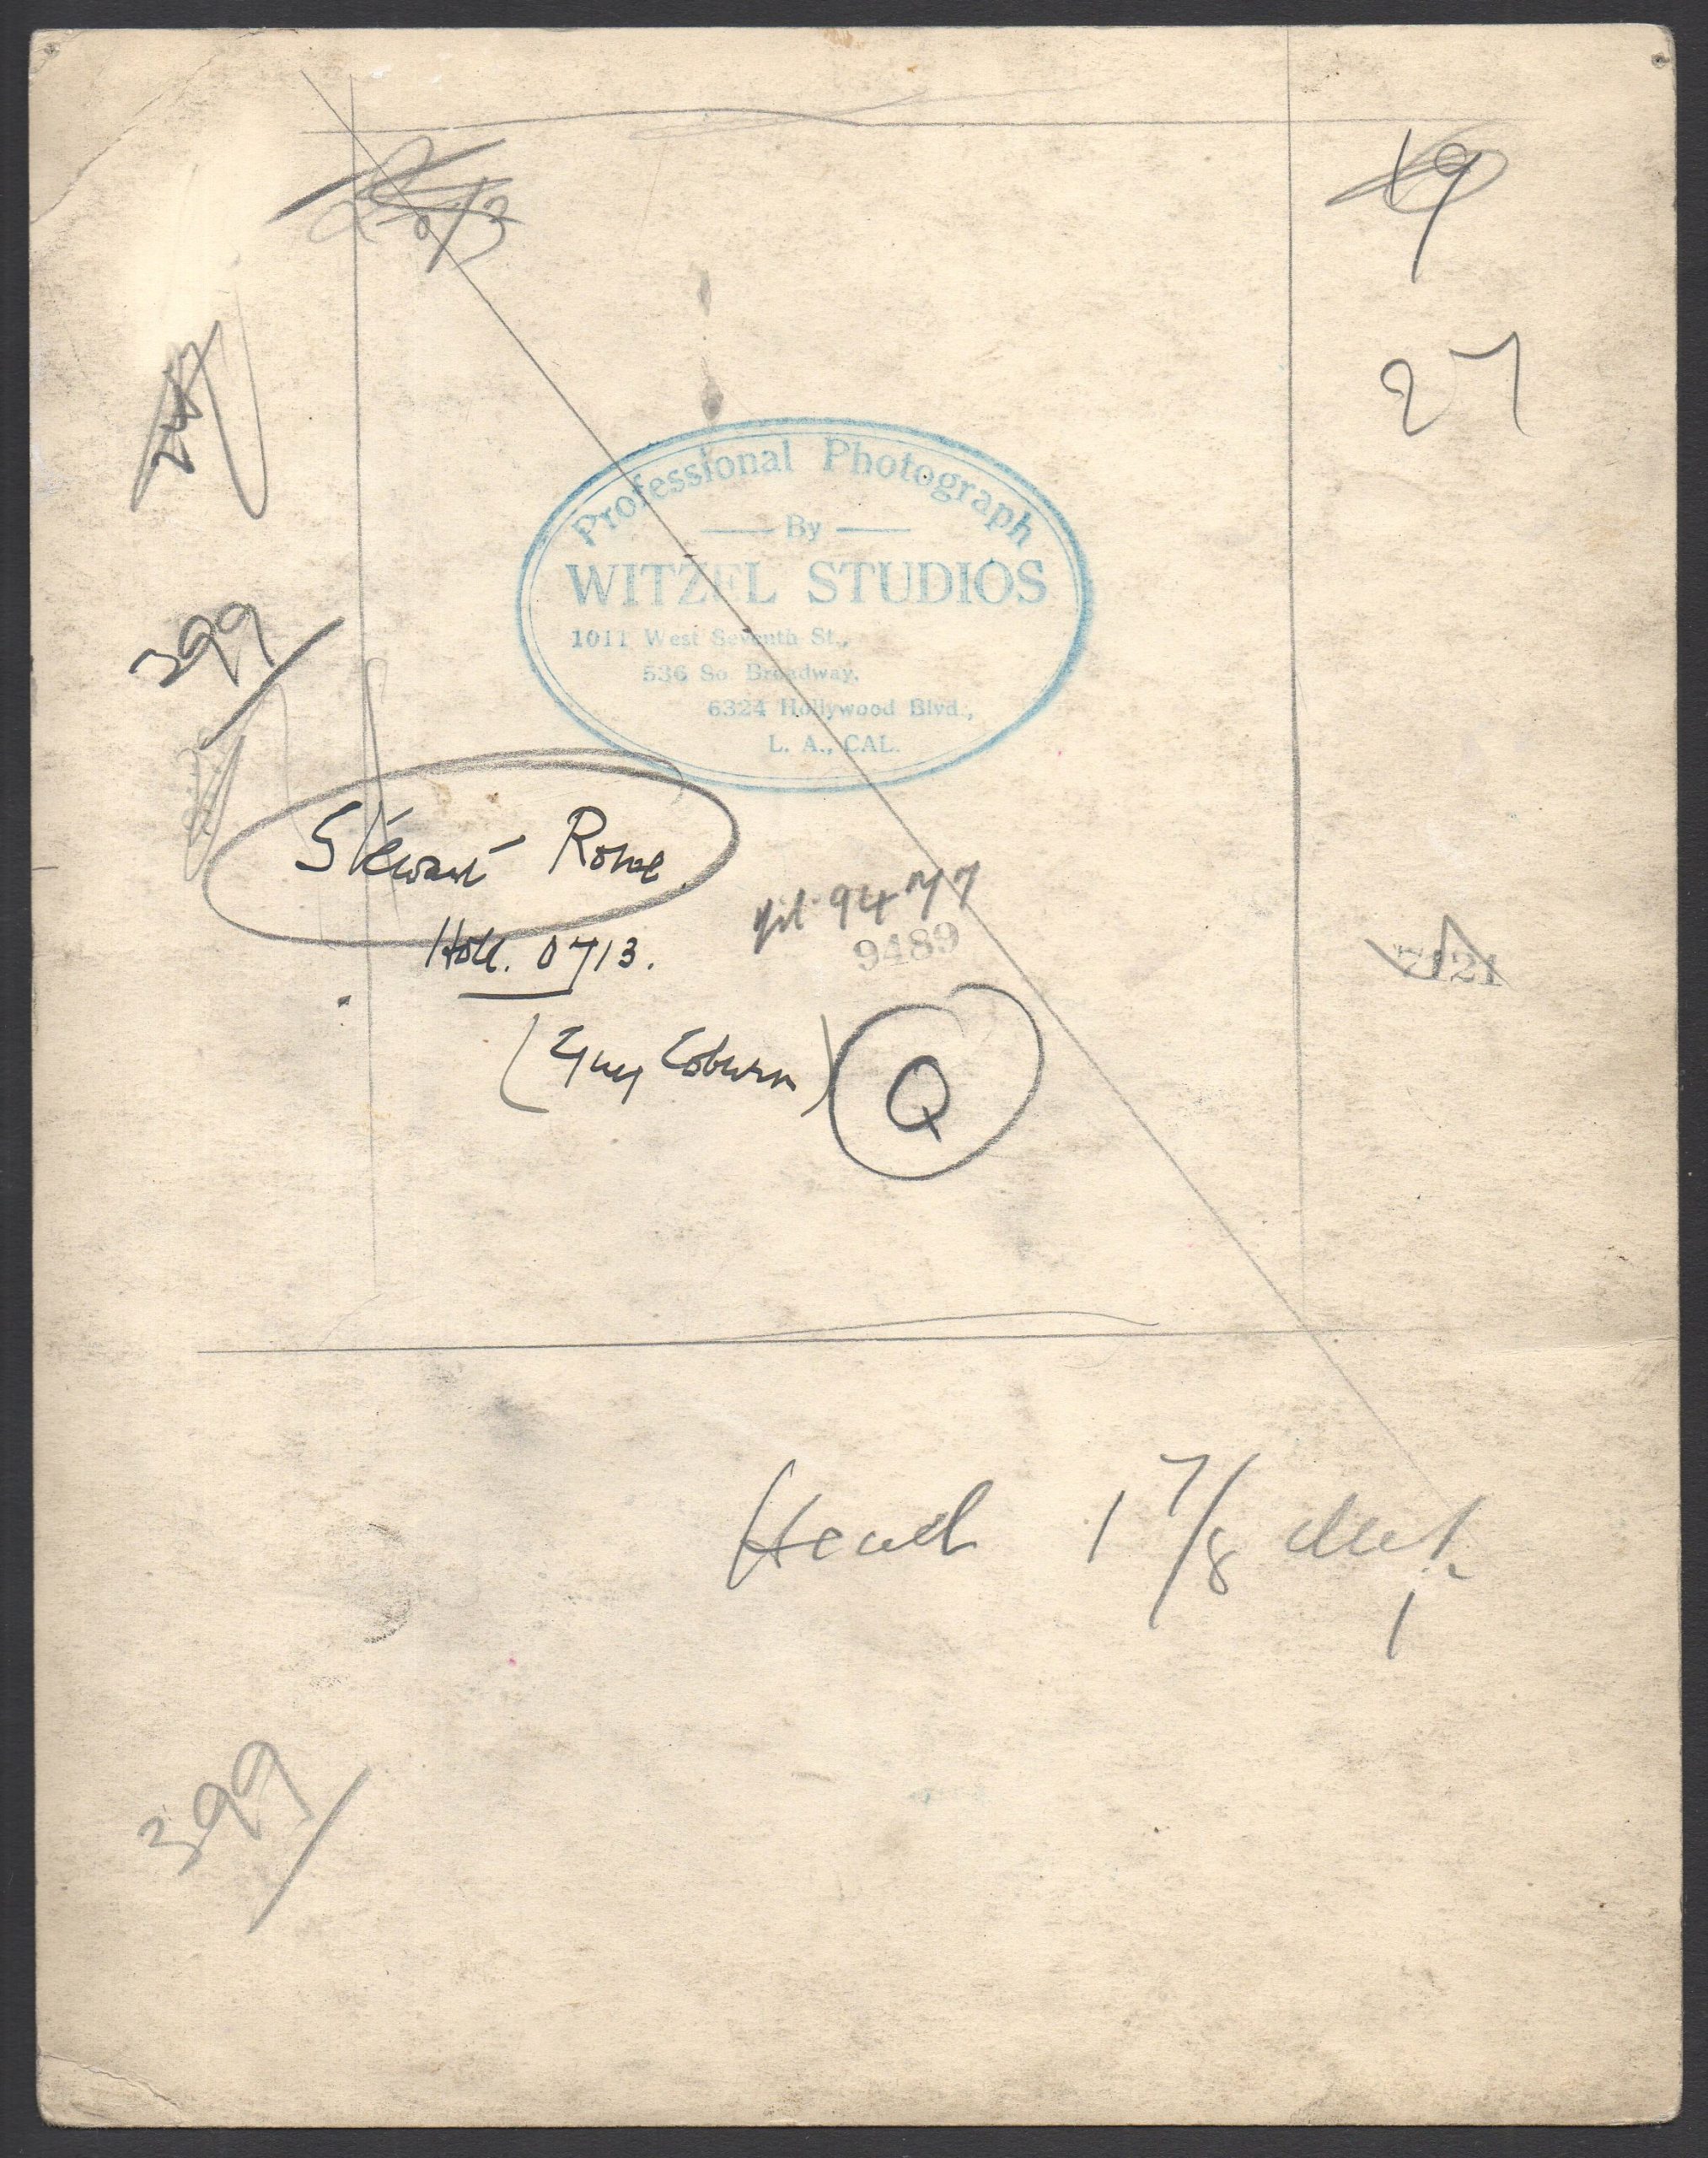 19
27
Professional Photograph
By
WITZEL STUDIOS
1011 West Seventh St.,
536 So. Broadway,
6324 Hollywood Blvd.,
L. A., CAL.
399
Stewart Rome
Holl. 0713.
9477
9489
7121
(Guy Coburn)
Q
Head 1 7/8
399